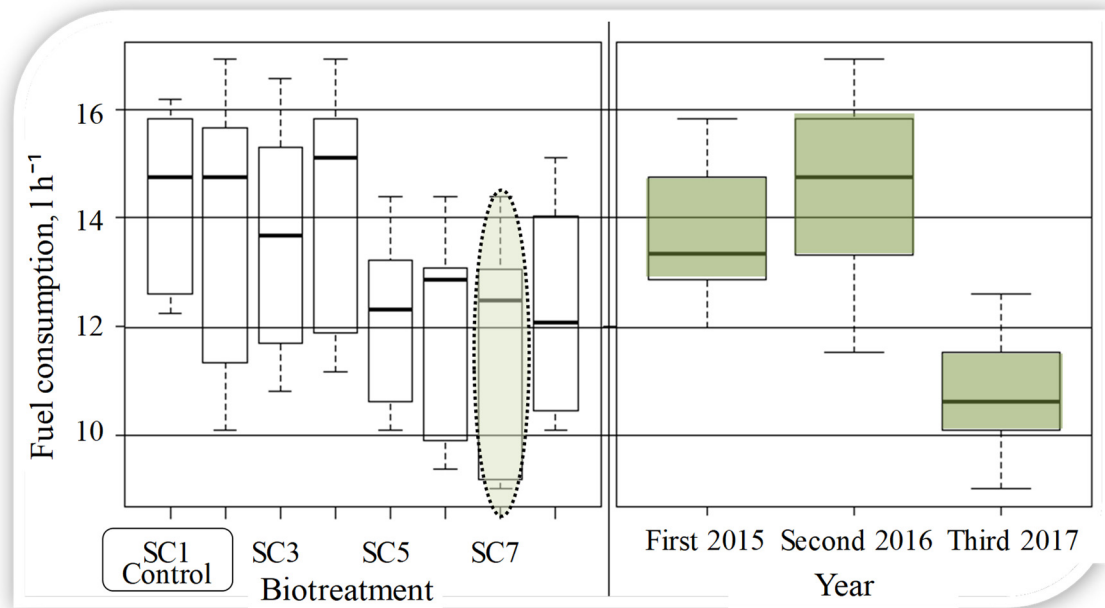 Fuel consumption, l h⁻¹
16
14
12
10
SC1
Control
SC3
SC5
SC7
Biotreatment
First 2015
Second 2016
Third 2017
Year